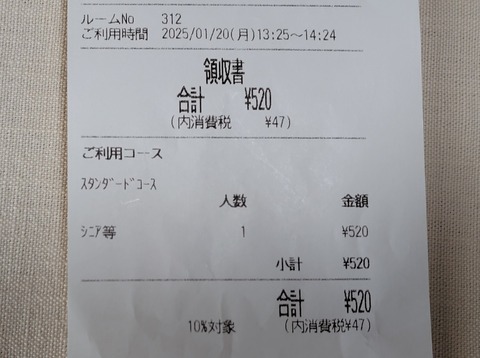 ルームNo 312
ご利用時間 2025/01/20(月)13:25～14:24
領収書
合計 ¥520
(内消費税 ¥47)
ご利用コース
ｽﾀﾝﾀﾞｰﾄﾞｺｰｽ
人数 金額
ｼﾆｱ等 1 ¥520
小計 ¥520
合計 ¥520
10%対象 (内消費税¥47)